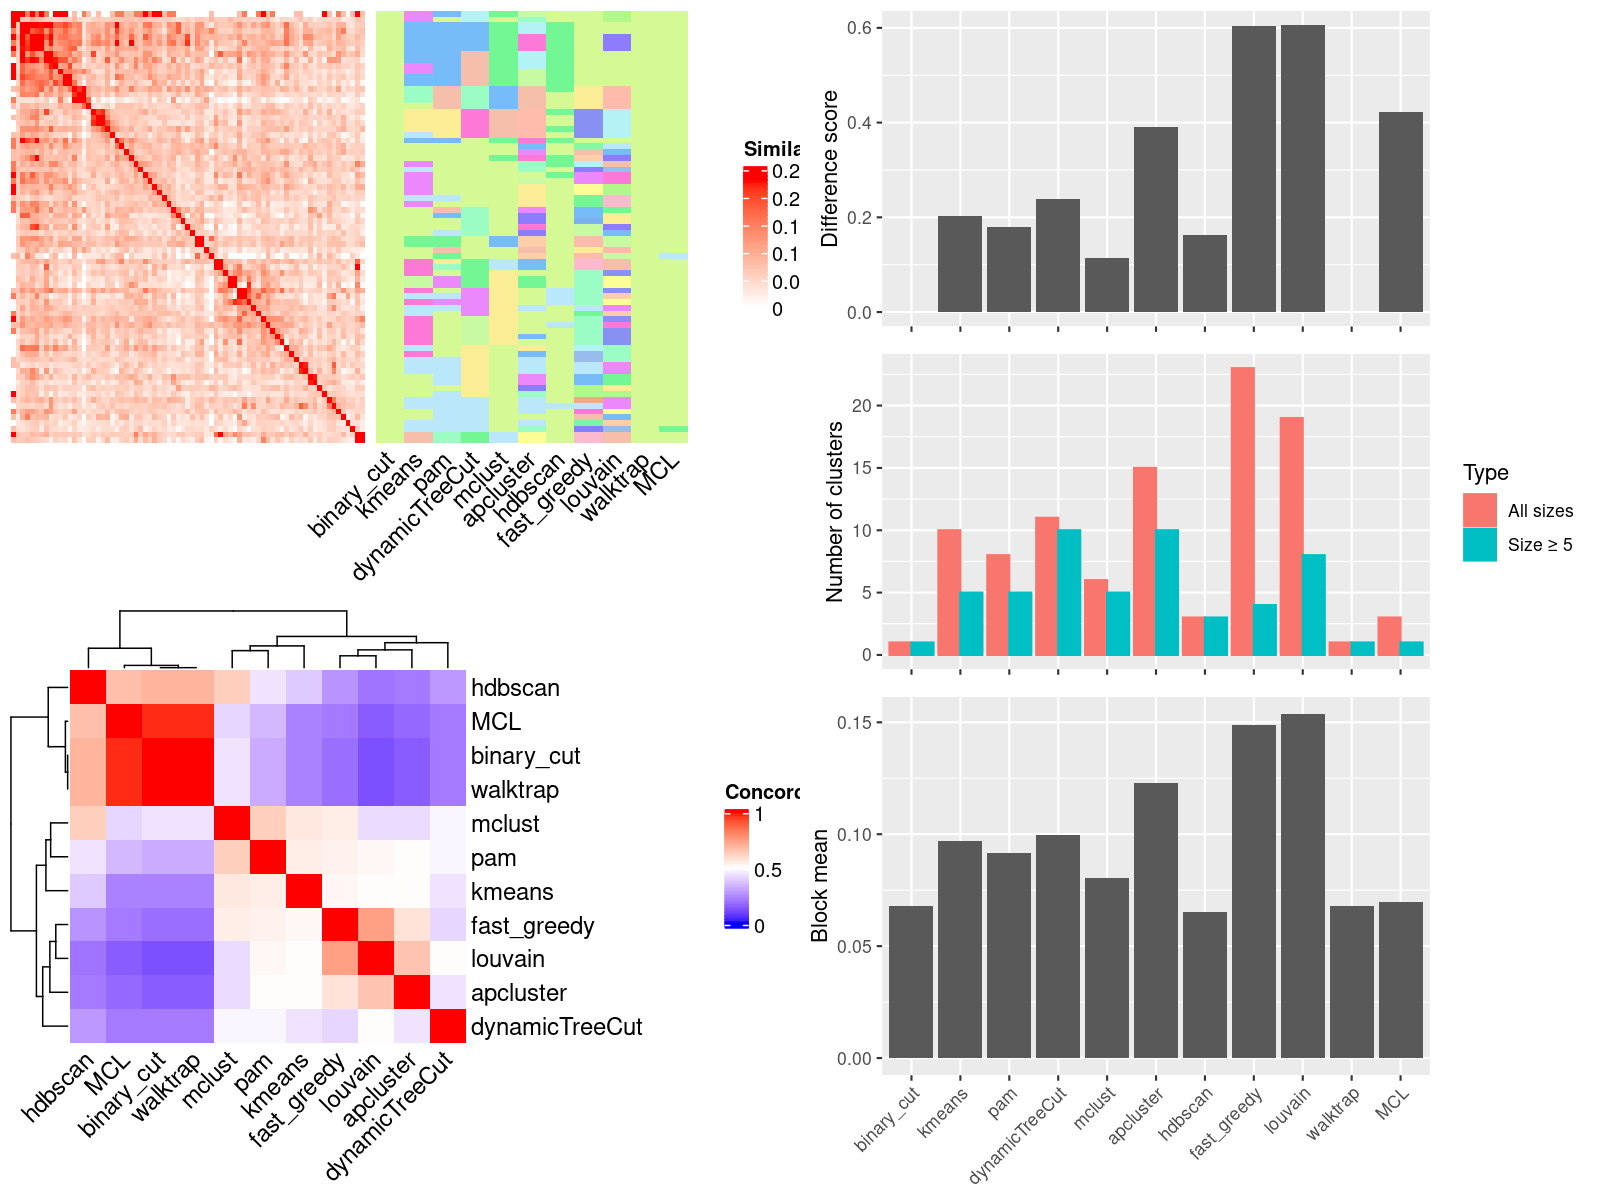 Simila
0.2
0.2
0.1
0.1
0.0
0
binary_cut
kmeans
pam
dynamicTreeCut
mclust
apcluster
hdbscan
fast_greedy
louvain
walktrap
MCL
Difference score
0.6
0.4
0.2
0.0
Number of clusters
20
15
10
5
0
Type
All sizes
Size ≥ 5
hdbscan
MCL
binary_cut
walktrap
mclust
pam
kmeans
fast_greedy
louvain
apcluster
dynamicTreeCut
hdbscan
MCL
binary_cut
walktrap
mclust
pam
kmeans
fast_greedy
louvain
apcluster
dynamicTreeCut
Concord
1
0.5
0
Block mean
0.15
0.10
0.05
0.00
binary_cut
kmeans
pam
dynamicTreeCut
mclust
apcluster
hdbscan
fast_greedy
louvain
walktrap
MCL